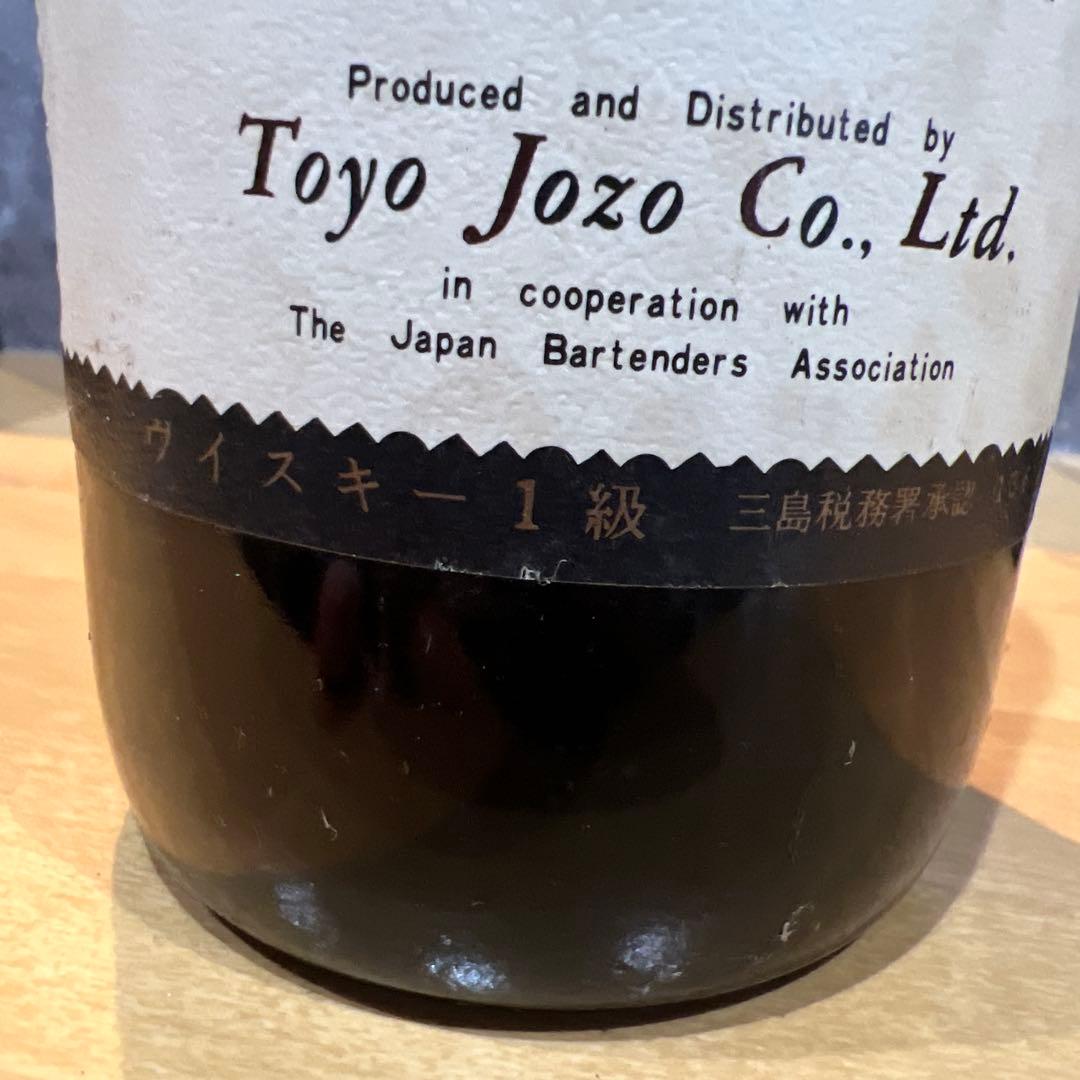 Produced and Distributed by
Toyo Jozo Co., Ltd.
in cooperation with
The Japan Bartenders Association
ウイスキー1級 三島税務署承認